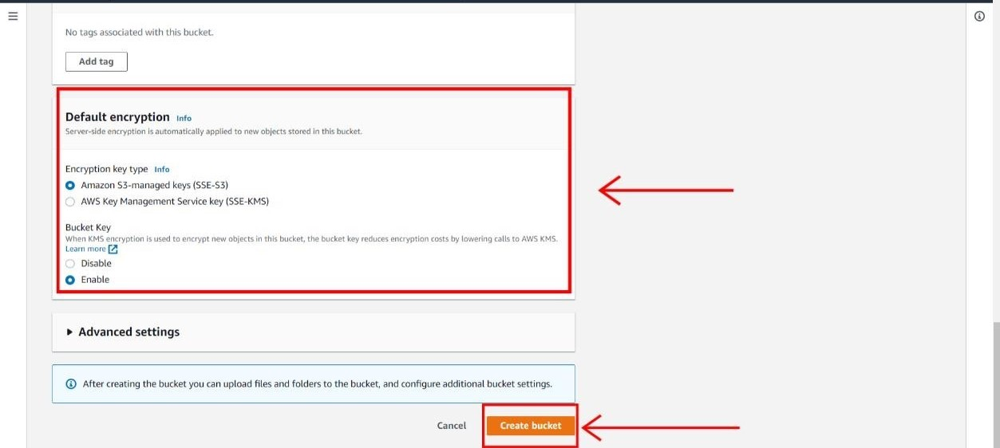 No tags associated with this bucket.
Add tag
Default encryption Info
Server-side encryption is automatically applied to new objects stored in this bucket.
Encryption key type Info
Amazon S3-managed keys (SSE-S3)
AWS Key Management Service key (SSE-KMS)
Bucket Key
When KMS encryption is used to encrypt new objects in this bucket, the bucket key reduces encryption costs by lowering calls to AWS KMS.
Learn more
Disable
Enable
Advanced settings
After creating the bucket you can upload files and folders to the bucket, and configure additional bucket settings.
Cancel Create bucket